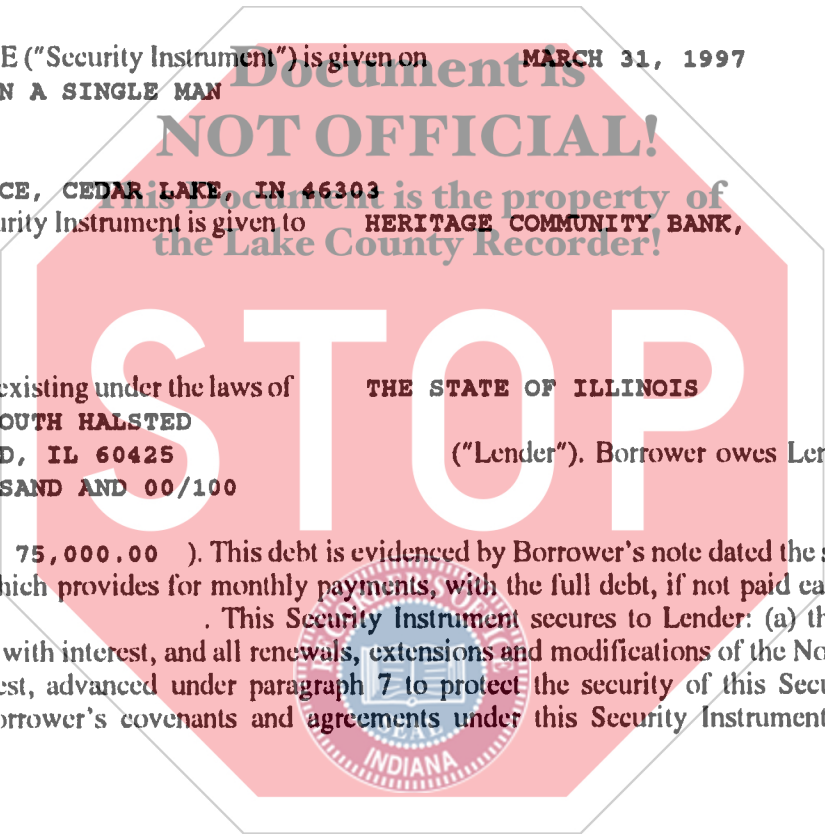 E ("Security Instrument") is given on MARCH 31, 1997
Document is
N A SINGLE MAN
NOT OFFICIAL!
CE, CEDAR LAKE, IN 46303
This Document is the property of
urity Instrument is given to HERITAGE COMMUNITY BANK,
the Lake County Recorder!
STOP
existing under the laws of THE STATE OF ILLINOIS
OUTH HALSTED
D, IL 60425 ("Lender"). Borrower owes Len
SAND AND 00/100
75,000.00 ). This debt is evidenced by Borrower's note dated the s
hich provides for monthly payments, with the full debt, if not paid ea
. This Security Instrument secures to Lender: (a) th
with interest, and all renewals, extensions and modifications of the No
est, advanced under paragraph 7 to protect the security of this Secu
orrower's covenants and agreements under this Security Instrument
SEAL
INDIANA